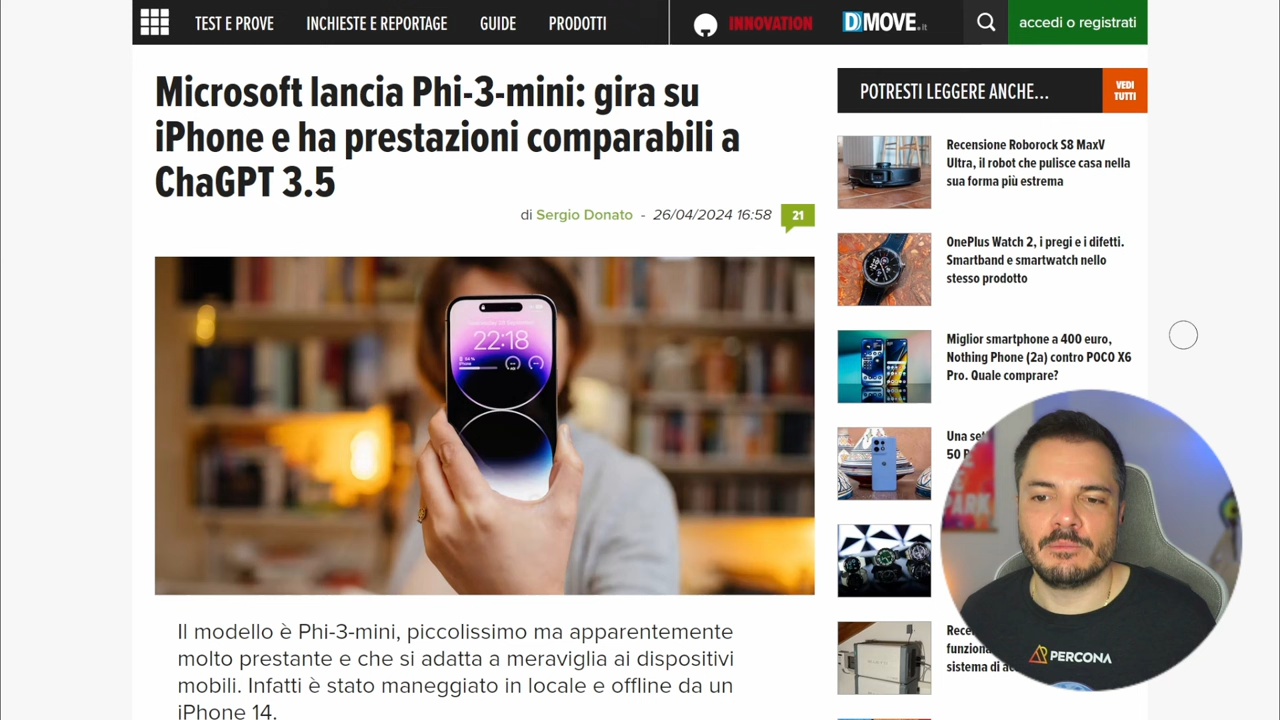 TEST E PROVE
INCHIESTE E REPORTAGE
GUIDE
PRODOTTI
INNOVATION
DDMOVE.it
accedi o registrati
Microsoft lancia Phi-3-mini: gira su
iPhone e ha prestazioni comparabili a
ChaGPT 3.5
di Sergio Donato - 26/04/2024 16:58
21
22:18
Il modello è Phi-3-mini, piccolissimo ma apparentemente
molto prestante e che si adatta a meraviglia ai dispositivi
mobili. Infatti è stato maneggiato in locale e offline da un
iPhone 14.
POTRESTI LEGGERE ANCHE...
VEDI
TUTTI
Recensione Roborock S8 MaxV
Ultra, il robot che pulisce casa nella
sua forma più estrema
OnePlus Watch 2, i pregi e i difetti.
Smartband e smartwatch nello
stesso prodotto
Miglior smartphone a 400 euro,
Nothing Phone (2a) contro POCO X6
Pro. Quale comprare?
Una
50
funziona
sistema di
PARK
PERCONA